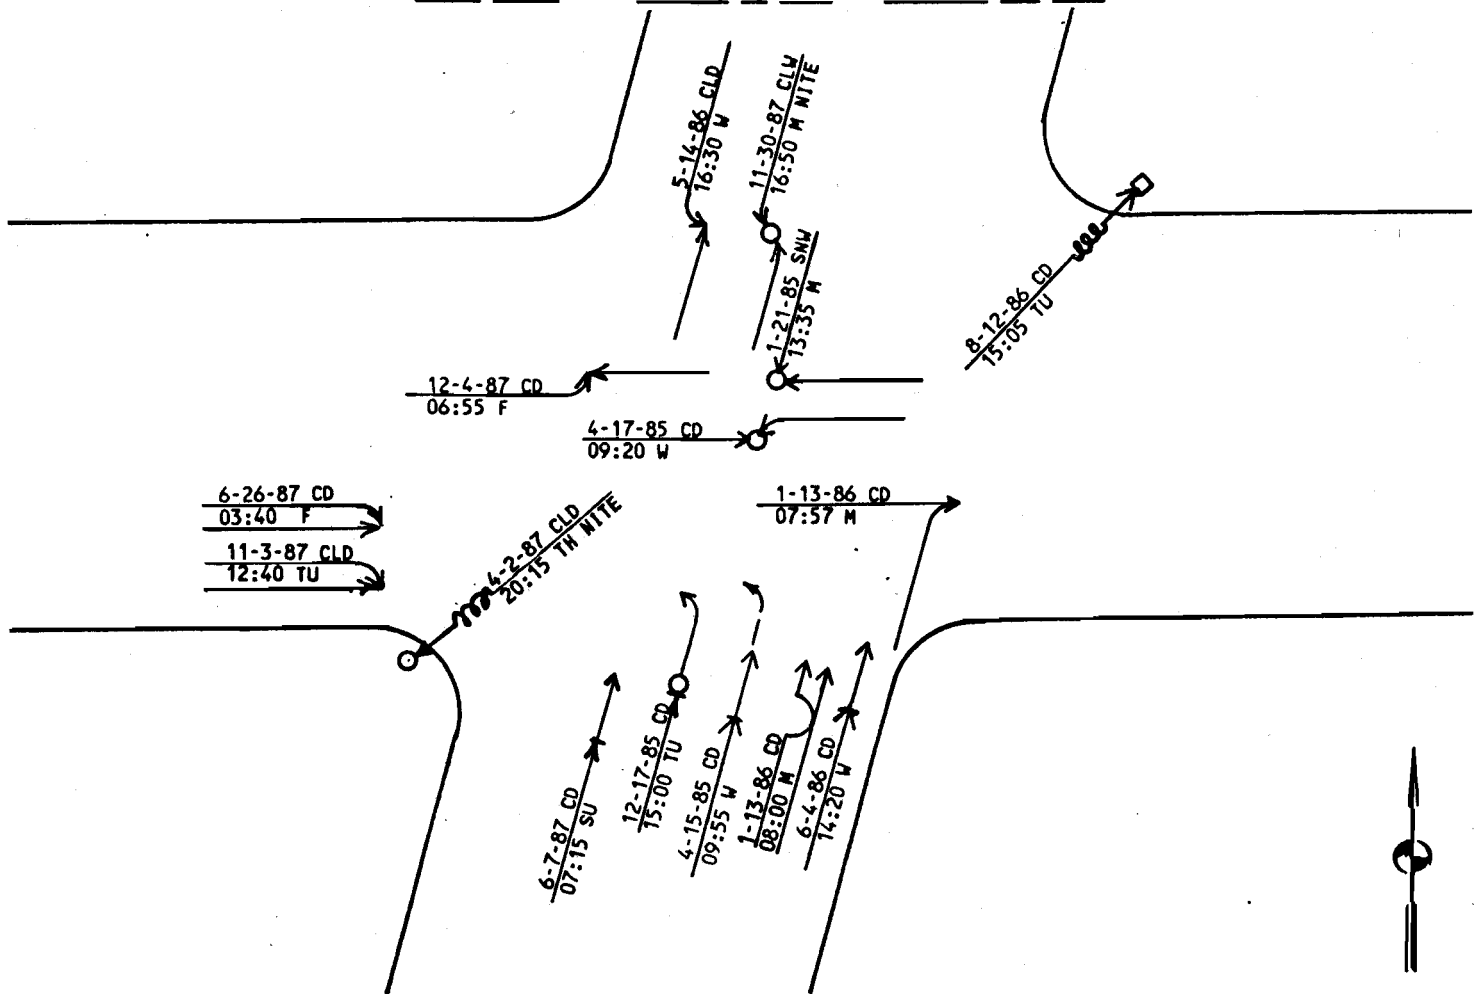 5-14-86 CLD
16:30 W
11-30-87 CLW
16:50 M NITE
1-21-85 SNW
13:35 M
8-12-86 CD
15:05 TU
12-4-87 CD
06:55 F
4-17-85 CD
09:20 W
6-26-87 CD
03:40 F
11-3-87 CLD
12:40 TU
4-2-87 CLD
20:15 TH NITE
1-13-86 CD
07:57 M
6-7-87 CD
07:15 SU
12-17-85 CD
15:00 TU
4-15-85 CD
09:55 W
1-13-86 CD
08:00 M
6-4-86 CD
14:20 W